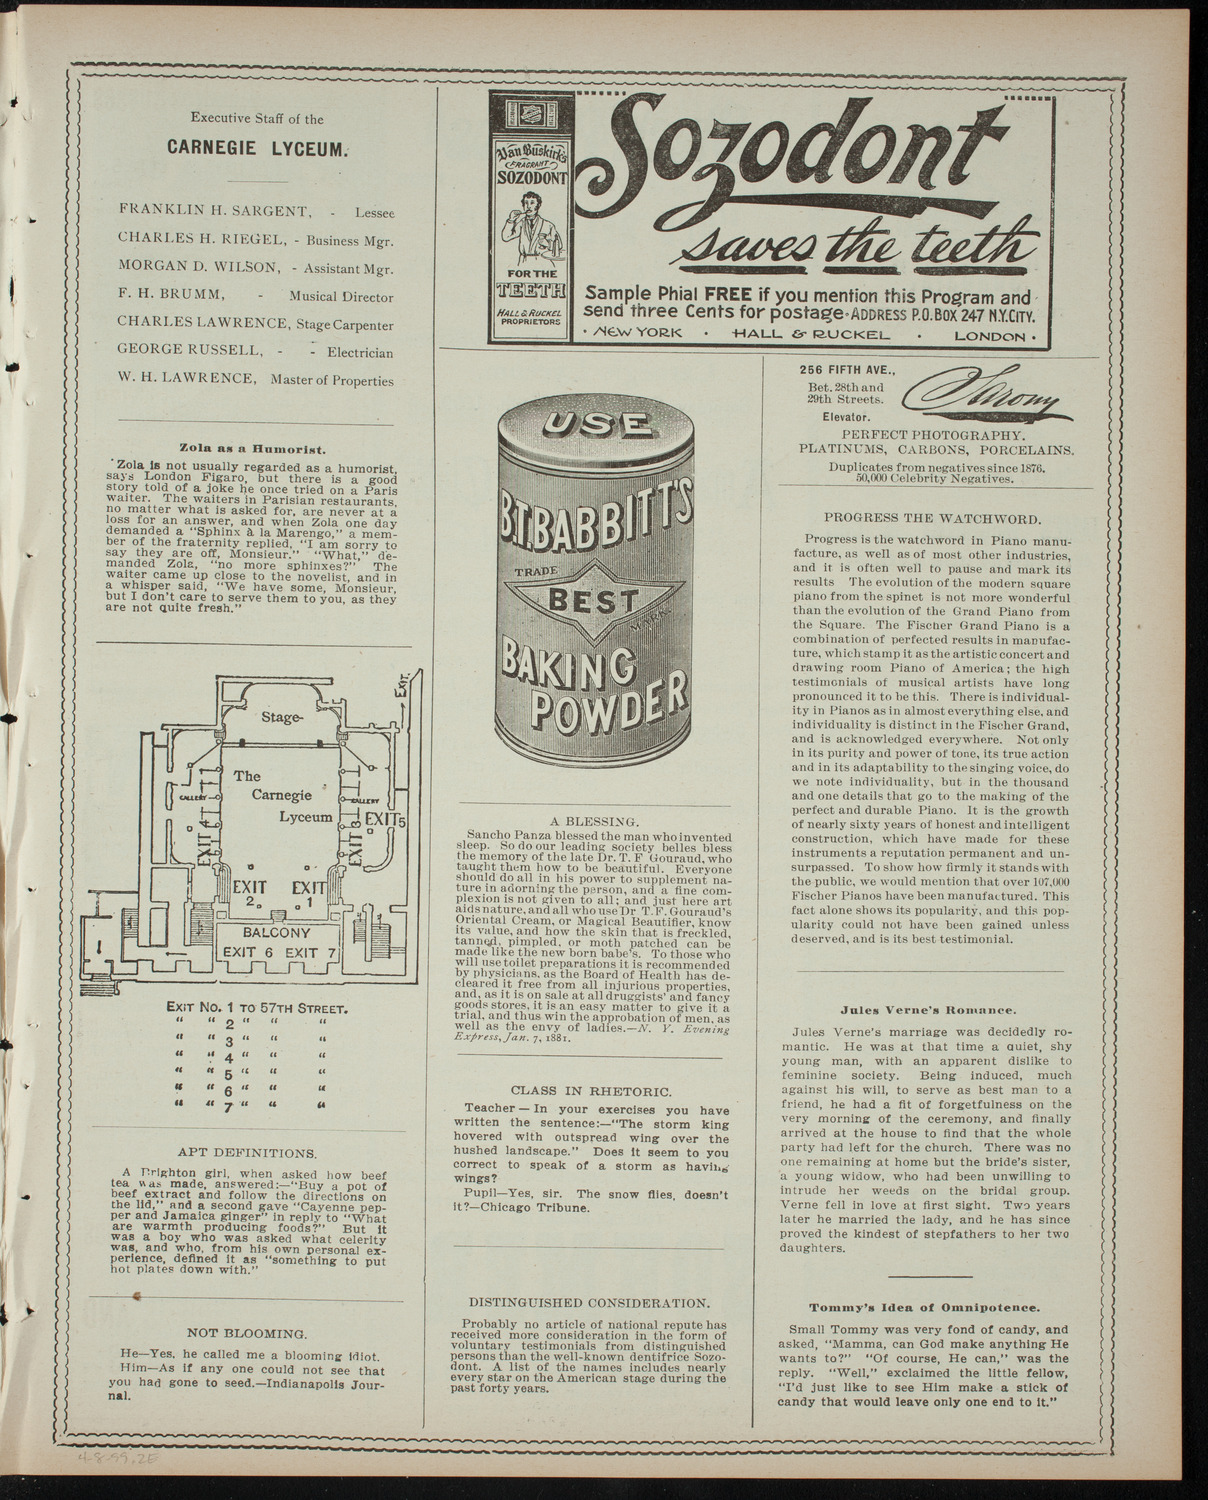 Executive Staff of the
CARNEGIE LYCEUM.
FRANKLIN H. SARGENT, - Lessee
CHARLES H. RIEGEL, - Business Mgr.
MORGAN D. WILSON, - Assistant Mgr.
F. H. BRUMM, - Musical Director
CHARLES LAWRENCE, Stage Carpenter
GEORGE RUSSELL, - - Electrician
W. H. LAWRENCE, Master of Properties
Zola as a Humorist.
Zola is not usually regarded as a humorist,
says London Figaro, but there is a good
story told of a joke he once tried on a Paris
waiter. The waiters in Parisian restaurants,
no matter what is asked for, are never at a
loss for an answer, and when Zola one day
demanded a "Sphinx à la Marengo," a mem-
ber of the fraternity replied, "I am sorry to
say they are off, Monsieur." "What," de-
manded Zola, "no more sphinxes?" The
waiter came up close to the novelist, and in
a whisper said, "We have some, Monsieur,
but I don't care to serve them to you, as they
are not quite fresh."
EXIT.
Stage-
The
Carnegie
Lyceum
GALLERY
GALLERY
EXIT 4
EXIT 3
EXIT 5
EXIT EXIT
2. 1
BALCONY
EXIT 6 EXIT 7
EXIT NO. 1 TO 57TH STREET.
" " 2 " " "
" " 3 " " "
" " 4 " " "
" " 5 " " "
" " 6 " " "
" " 7 " " "
APT DEFINITIONS.
A Brighton girl, when asked how beef
tea was made, answered:—"Buy a pot of
beef extract and follow the directions on
the lid," and a second gave "Cayenne pep-
per and Jamaica ginger" in reply to "What
are warmth producing foods?" But it
was a boy who was asked what celerity
was, and who, from his own personal ex-
perience, defined it as "something to put
hot plates down with."
NOT BLOOMING.
He—Yes, he called me a blooming idiot.
Him—As if any one could not see that
you had gone to seed.—Indianapolis Jour-
nal.
4-8-99.2E
Van Buskirk's
FRAGRANT
SOZODONT
FOR THE
TEETH
HALL & RUCKEL
PROPRIETORS
Sozodont
saves the teeth
Sample Phial FREE if you mention this Program and
send three Cents for postage·ADDRESS P.O. BOX 247 N.Y. CITY.
· NEW YORK · HALL & RUCKEL · LONDON ·
USE
B.T. BABBITT'S
TRADE
BEST
MARK.
BAKING
POWDER
A BLESSING.
Sancho Panza blessed the man who invented
sleep. So do our leading society belles bless
the memory of the late Dr. T. F Gouraud, who
taught them how to be beautiful. Everyone
should do all in his power to supplement na-
ture in adorning the person, and a fine com-
plexion is not given to all; and just here art
aids nature, and all who use Dr T. F. Gouraud's
Oriental Cream, or Magical Beautifier, know
its value, and how the skin that is freckled,
tanned, pimpled, or moth patched can be
made like the new born babe's. To those who
will use toilet preparations it is recommended
by physicians, as the Board of Health has de-
cleared it free from all injurious properties,
and, as it is on sale at all druggists' and fancy
goods stores, it is an easy matter to give it a
trial, and thus win the approbation of men, as
well as the envy of ladies.—N. Y. Evening
Express, Jan. 7, 1881.
CLASS IN RHETORIC.
Teacher — In your exercises you have
written the sentence:—"The storm king
hovered with outspread wing over the
hushed landscape." Does it seem to you
correct to speak of a storm as having
wings?
Pupil—Yes, sir. The snow flies, doesn't
it?—Chicago Tribune.
DISTINGUISHED CONSIDERATION.
Probably no article of national repute has
received more consideration in the form of
voluntary testimonials from distinguished
persons than the well-known dentifrice Sozo-
dont. A list of the names includes nearly
every star on the American stage during the
past forty years.
256 FIFTH AVE.,
Bet. 28th and
29th Streets.
Elevator.
Sarony
PERFECT PHOTOGRAPHY.
PLATINUMS, CARBONS, PORCELAINS.
Duplicates from negatives since 1876.
50,000 Celebrity Negatives.
PROGRESS THE WATCHWORD.
Progress is the watchword in Piano manu-
facture, as well as of most other industries,
and it is often well to pause and mark its
results The evolution of the modern square
piano from the spinet is not more wonderful
than the evolution of the Grand Piano from
the Square. The Fischer Grand Piano is a
combination of perfected results in manufac-
ture, which stamp it as the artistic concert and
drawing room Piano of America; the high
testimonials of musical artists have long
pronounced it to be this. There is individual-
ity in Pianos as in almost everything else, and
individuality is distinct in the Fischer Grand,
and is acknowledged everywhere. Not only
in its purity and power of tone, its true action
and in its adaptability to the singing voice, do
we note individuality, but in the thousand
and one details that go to the making of the
perfect and durable Piano. It is the growth
of nearly sixty years of honest and intelligent
construction, which have made for these
instruments a reputation permanent and un-
surpassed. To show how firmly it stands with
the public, we would mention that over 107,000
Fischer Pianos have been manufactured. This
fact alone shows its popularity, and this pop-
ularity could not have been gained unless
deserved, and is its best testimonial.
Jules Verne's Romance.
Jules Verne's marriage was decidedly ro-
mantic. He was at that time a quiet, shy
young man, with an apparent dislike to
feminine society. Being induced, much
against his will, to serve as best man to a
friend, he had a fit of forgetfulness on the
very morning of the ceremony, and finally
arrived at the house to find that the whole
party had left for the church. There was no
one remaining at home but the bride's sister,
a young widow, who had been unwilling to
intrude her weeds on the bridal group.
Verne fell in love at first sight. Two years
later he married the lady, and he has since
proved the kindest of stepfathers to her two
daughters.
Tommy's Idea of Omnipotence.
Small Tommy was very fond of candy, and
asked, "Mamma, can God make anything He
wants to?" "Of course, He can," was the
reply. "Well," exclaimed the little fellow,
"I'd just like to see Him make a stick of
candy that would leave only one end to it."